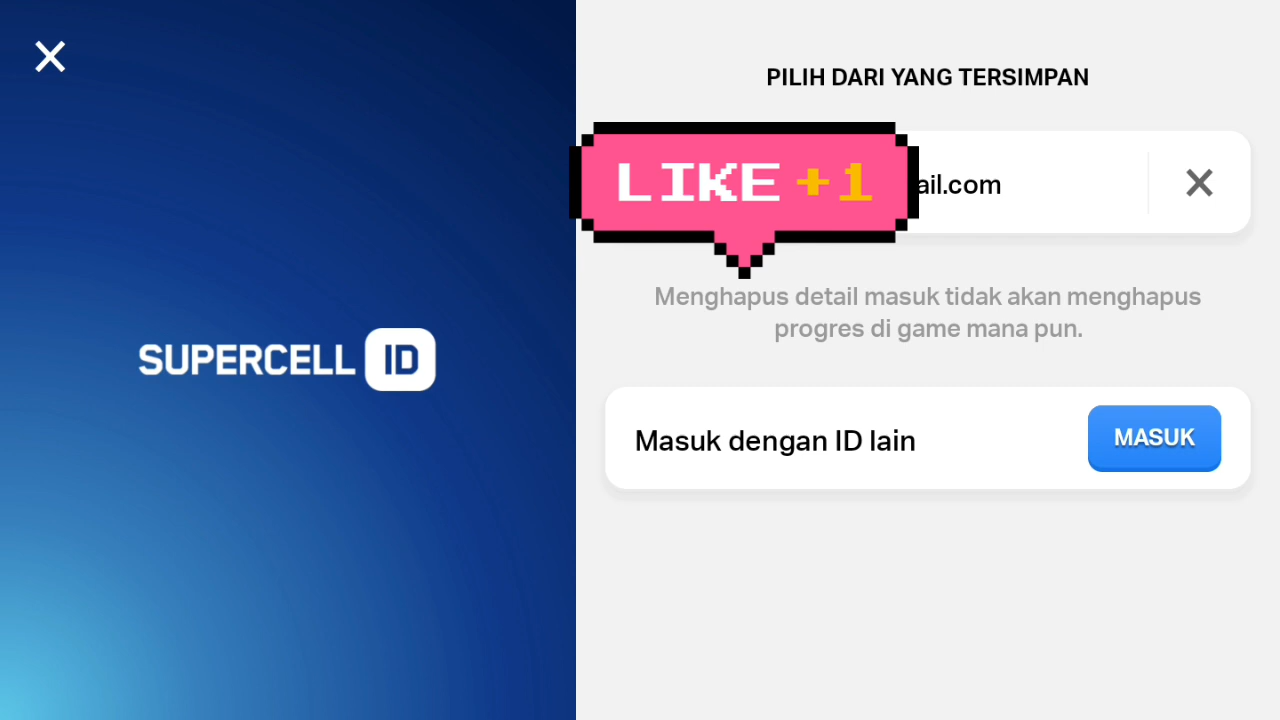 SUPERCELL ID
PILIH DARI YANG TERSIMPAN
LIKE +1
ail.com
Menghapus detail masuk tidak akan menghapus
progres di game mana pun.
Masuk dengan ID lain
MASUK